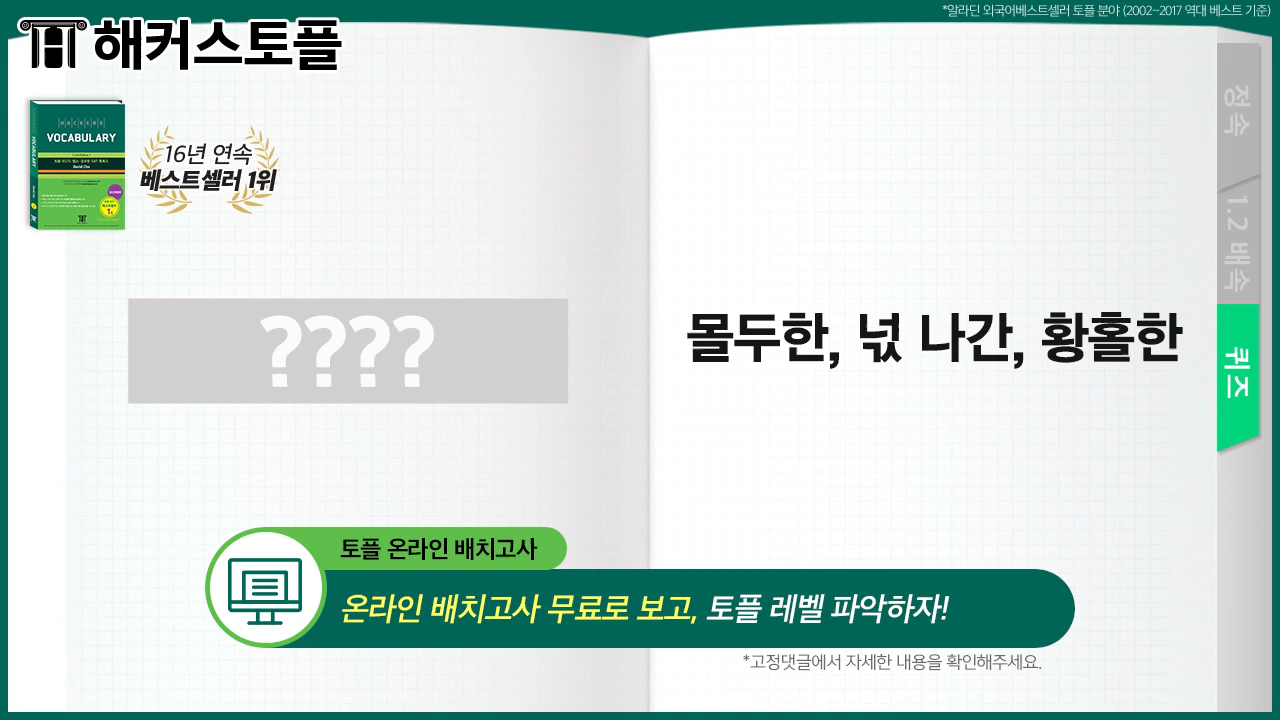 *알라딘 외국어베스트셀러 토플 분야 (2002~2017 역대 베스트 기준)
해커스토플
HACKERS
VOCABULARY
16년 연속
베스트셀러 1위
정속
1.2 배속
퀴즈
????
몰두한, 넋 나간, 황홀한
토플 온라인 배치고사
온라인 배치고사 무료로 보고, 토플 레벨 파악하자!
*고정댓글에서 자세한 내용을 확인해주세요.